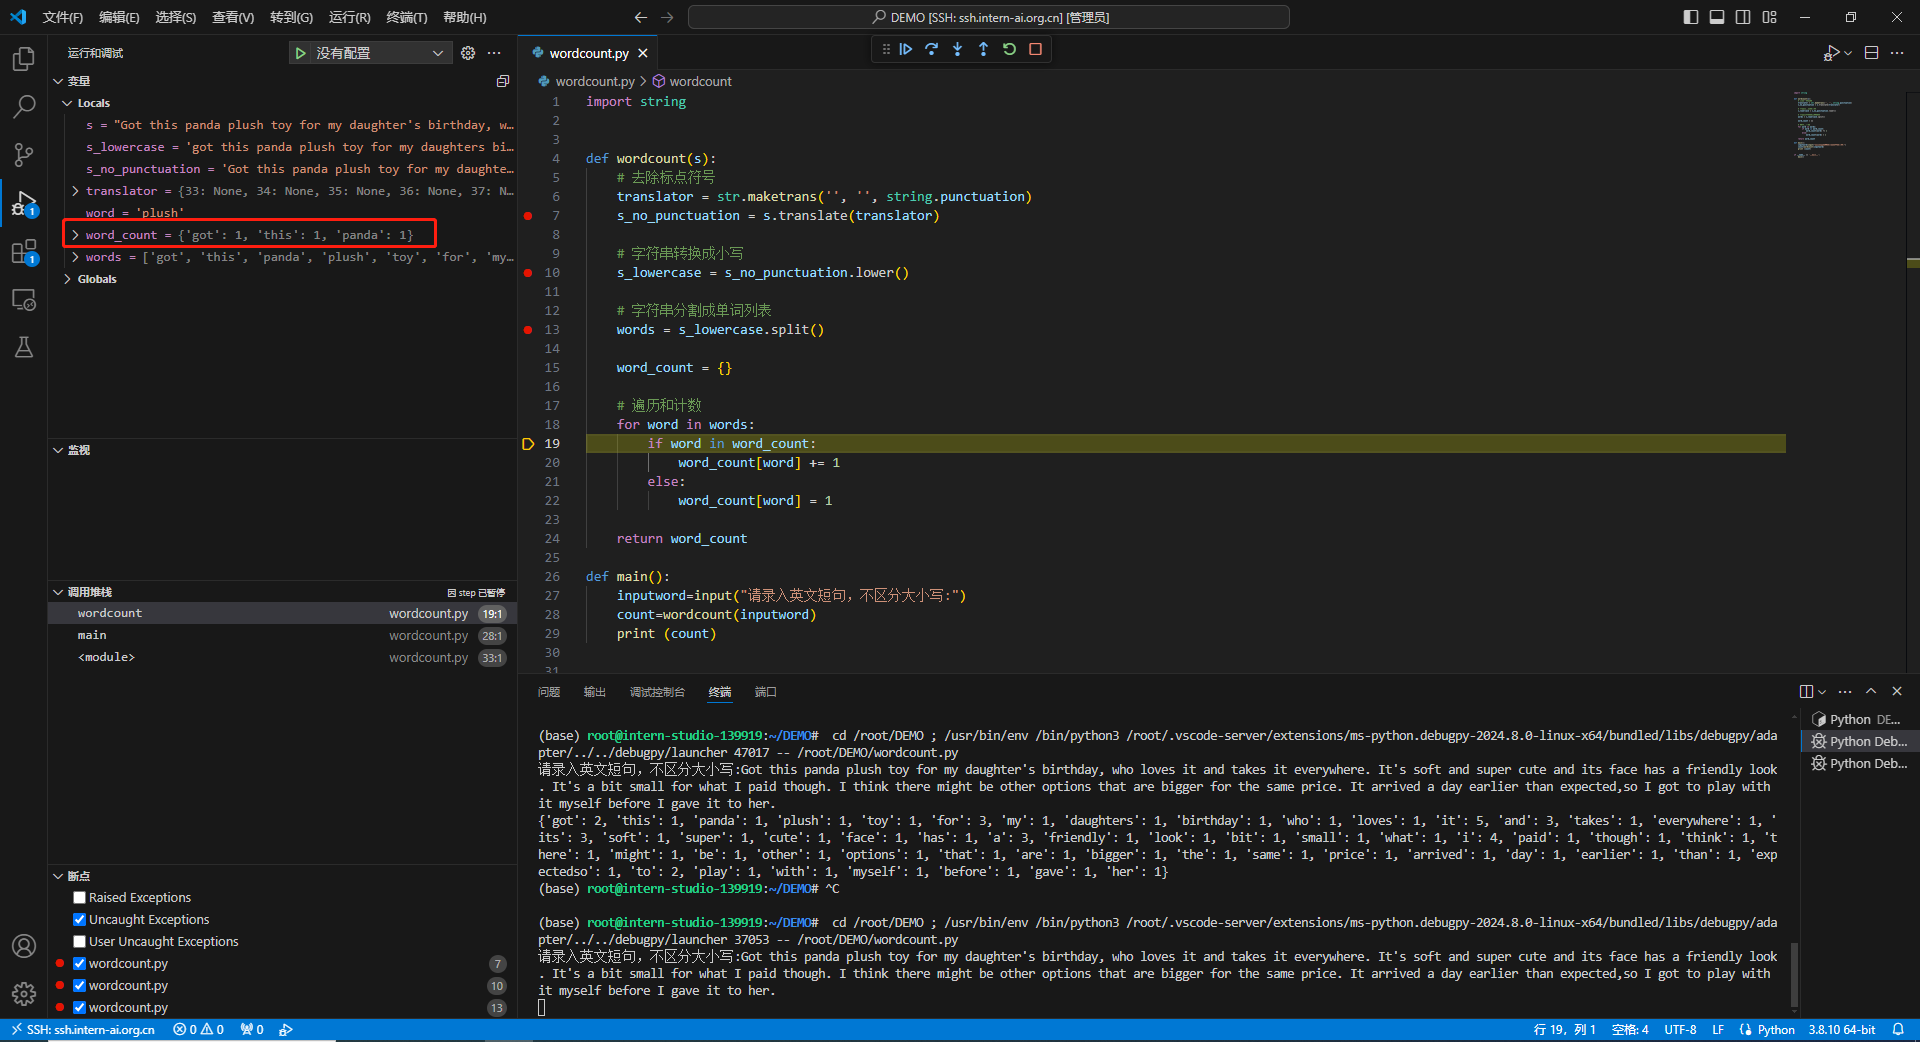 文件(F) 编辑(E) 选择(S) 查看(V) 转到(G) 运行(R) 终端(T) 帮助(H) DEMO [SSH: ssh.intern-ai.org.cn] [管理员]
运行和调试 没有配置
变量
Locals
s = "Got this panda plush toy for my daughter's birthday, w…
s_lowercase = 'got this panda plush toy for my daughters bi…
s_no_punctuation = 'Got this panda plush toy for my daughte…
translator = {33: None, 34: None, 35: None, 36: None, 37: N…
word = 'plush'
word_count = {'got': 1, 'this': 1, 'panda': 1}
words = ['got', 'this', 'panda', 'plush', 'toy', 'for', 'my…
Globals
监视
调用堆栈 因 step 已暂停
wordcount wordcount.py 19:1
main wordcount.py 28:1
<module> wordcount.py 33:1
断点
Raised Exceptions
Uncaught Exceptions
User Uncaught Exceptions
wordcount.py 7
wordcount.py 10
wordcount.py 13
wordcount.py
wordcount.py > wordcount
1 import string
2
3
4 def wordcount(s):
5 # 去除标点符号
6 translator = str.maketrans('', '', string.punctuation)
7 s_no_punctuation = s.translate(translator)
8
9 # 字符串转换成小写
10 s_lowercase = s_no_punctuation.lower()
11
12 # 字符串分割成单词列表
13 words = s_lowercase.split()
14
15 word_count = {}
16
17 # 遍历和计数
18 for word in words:
19 if word in word_count:
20 word_count[word] += 1
21 else:
22 word_count[word] = 1
23
24 return word_count
25
26 def main():
27 inputword=input("请录入英文短句，不区分大小写:")
28 count=wordcount(inputword)
29 print (count)
30
31
问题 输出 调试控制台 终端 端口
(base) root@intern-studio-139919:~/DEMO# cd /root/DEMO ; /usr/bin/env /bin/python3 /root/.vscode-server/extensions/ms-python.debugpy-2024.8.0-linux-x64/bundled/libs/debugpy/ada
pter/../../debugpy/launcher 47017 -- /root/DEMO/wordcount.py
请录入英文短句，不区分大小写:Got this panda plush toy for my daughter's birthday, who loves it and takes it everywhere. It's soft and super cute and its face has a friendly look
. It's a bit small for what I paid though. I think there might be other options that are bigger for the same price. It arrived a day earlier than expected,so I got to play with
it myself before I gave it to her.
{'got': 2, 'this': 1, 'panda': 1, 'plush': 1, 'toy': 1, 'for': 3, 'my': 1, 'daughters': 1, 'birthday': 1, 'who': 1, 'loves': 1, 'it': 5, 'and': 3, 'takes': 1, 'everywhere': 1, '
its': 3, 'soft': 1, 'super': 1, 'cute': 1, 'face': 1, 'has': 1, 'a': 3, 'friendly': 1, 'look': 1, 'bit': 1, 'small': 1, 'what': 1, 'i': 4, 'paid': 1, 'though': 1, 'think': 1, 't
here': 1, 'might': 1, 'be': 1, 'other': 1, 'options': 1, 'that': 1, 'are': 1, 'bigger': 1, 'the': 1, 'same': 1, 'price': 1, 'arrived': 1, 'day': 1, 'earlier': 1, 'than': 1, 'exp
ectedso': 1, 'to': 2, 'play': 1, 'with': 1, 'myself': 1, 'before': 1, 'gave': 1, 'her': 1}
(base) root@intern-studio-139919:~/DEMO# ^C
(base) root@intern-studio-139919:~/DEMO# cd /root/DEMO ; /usr/bin/env /bin/python3 /root/.vscode-server/extensions/ms-python.debugpy-2024.8.0-linux-x64/bundled/libs/debugpy/ada
pter/../../debugpy/launcher 37053 -- /root/DEMO/wordcount.py
请录入英文短句，不区分大小写:Got this panda plush toy for my daughter's birthday, who loves it and takes it everywhere. It's soft and super cute and its face has a friendly look
. It's a bit small for what I paid though. I think there might be other options that are bigger for the same price. It arrived a day earlier than expected,so I got to play with
it myself before I gave it to her.
Python DE...
Python Deb...
Python Deb...
SSH: ssh.intern-ai.org.cn 0 0 0 行 19，列 1 空格: 4 UTF-8 LF Python 3.8.10 64-bit